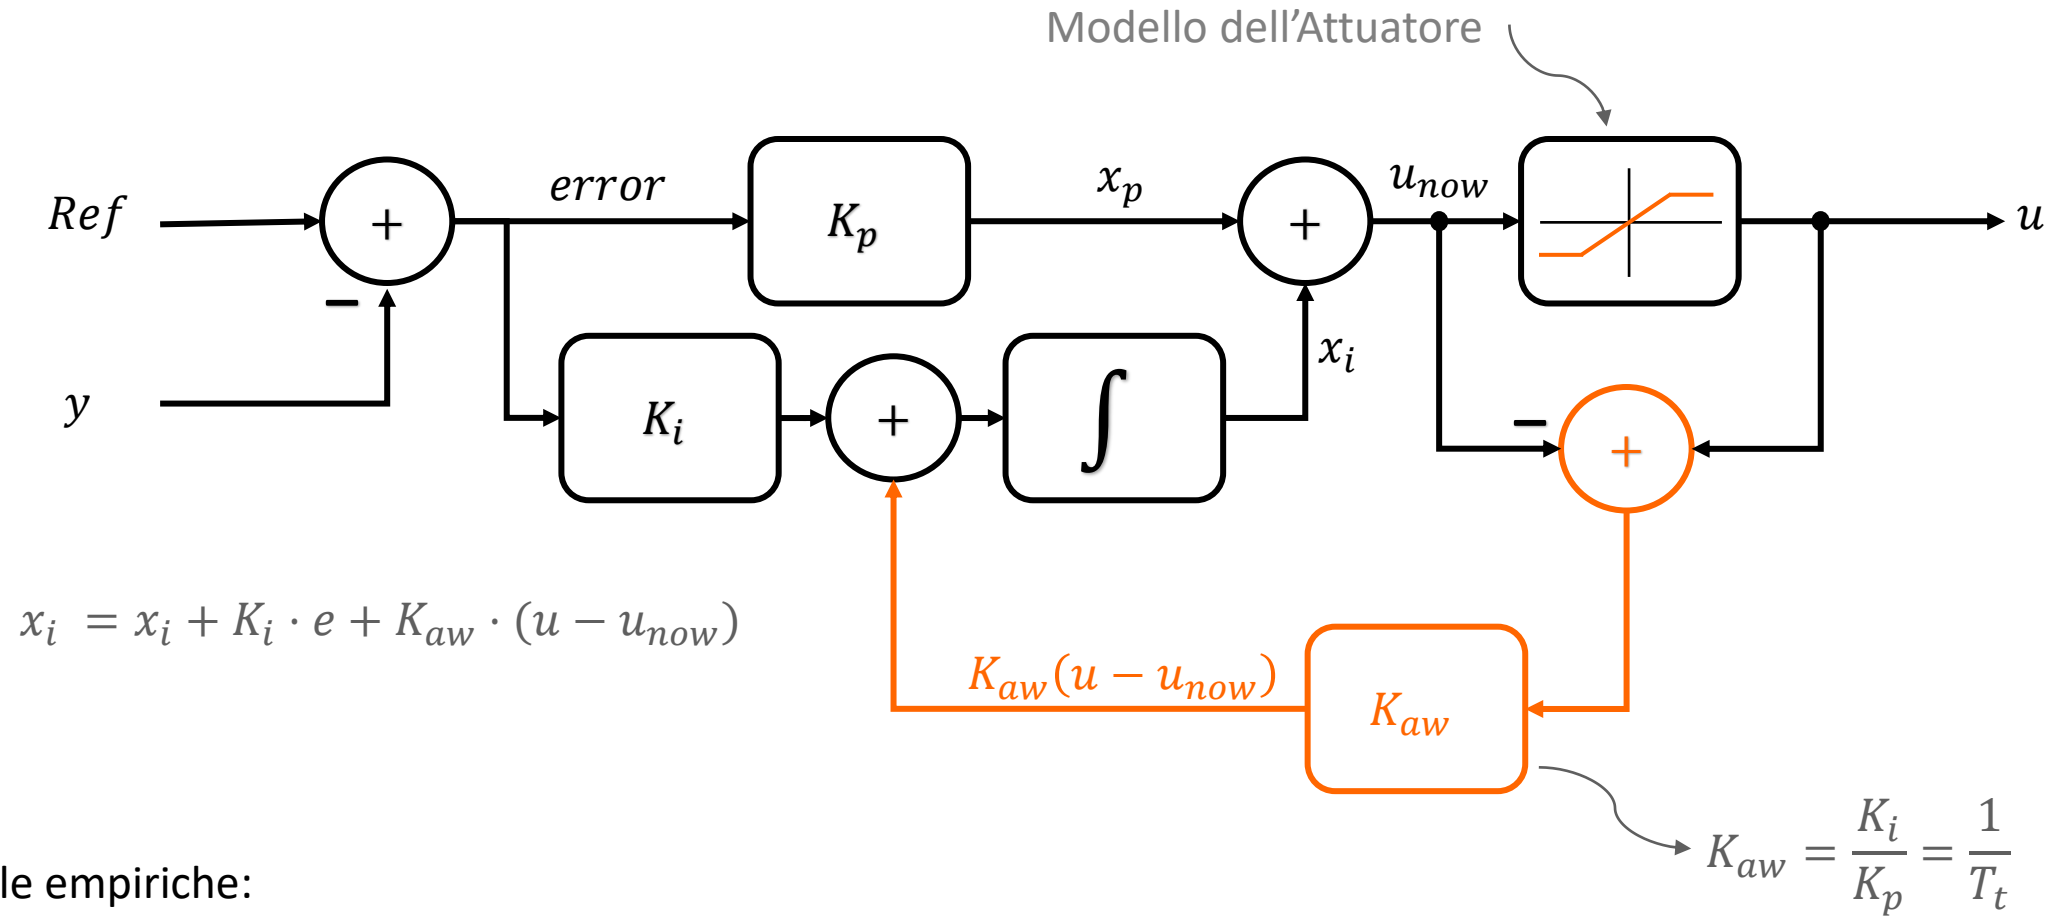 Modello dell'Attuatore
Ref
+
−
y
error
K_p
x_p
+
u_now
u
K_i
+
∫
x_i
−
+
x_i = x_i + K_i · e + K_aw · (u − u_now)
K_aw(u − u_now)
K_aw
K_aw = K_i/K_p = 1/T_t
le empiriche: